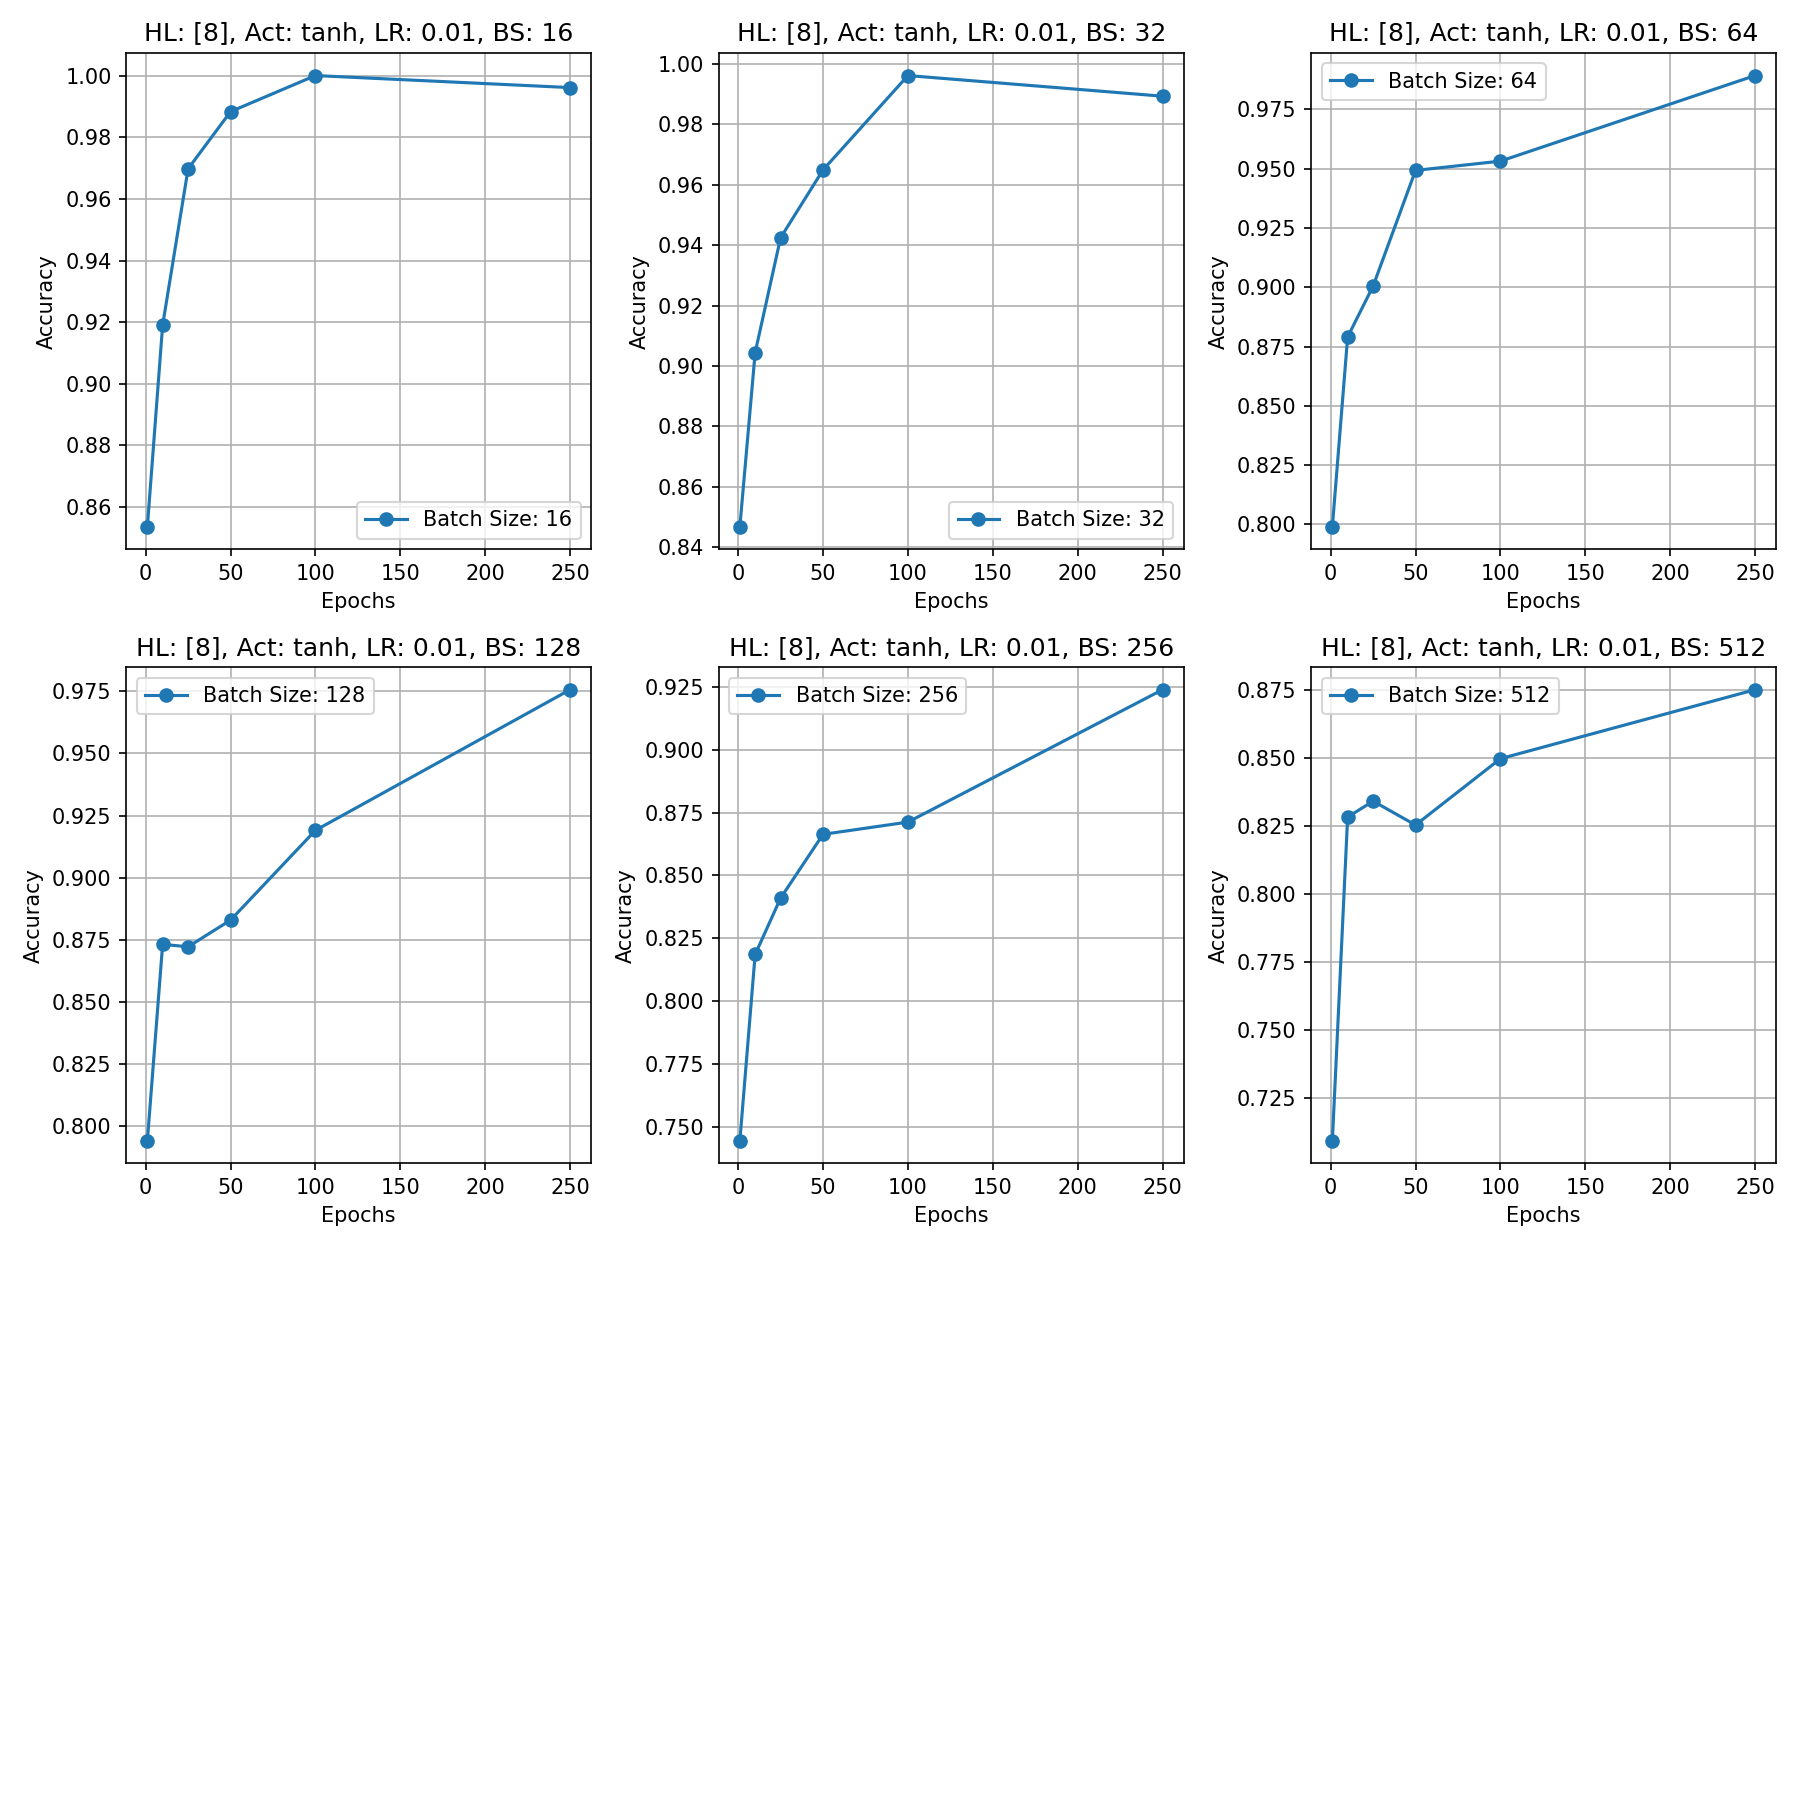 HL: [8], Act: tanh, LR: 0.01, BS: 16
1.00
0.98
0.96
0.94
0.92
0.90
0.88
0.86
Accuracy
Batch Size: 16
0 50 100 150 200 250
Epochs
HL: [8], Act: tanh, LR: 0.01, BS: 32
1.00
0.98
0.96
0.94
0.92
0.90
0.88
0.86
0.84
Accuracy
Batch Size: 32
0 50 100 150 200 250
Epochs
HL: [8], Act: tanh, LR: 0.01, BS: 64
Batch Size: 64
0.975
0.950
0.925
0.900
0.875
0.850
0.825
0.800
Accuracy
0 50 100 150 200 250
Epochs
HL: [8], Act: tanh, LR: 0.01, BS: 128
Batch Size: 128
0.975
0.950
0.925
0.900
0.875
0.850
0.825
0.800
Accuracy
0 50 100 150 200 250
Epochs
HL: [8], Act: tanh, LR: 0.01, BS: 256
Batch Size: 256
0.925
0.900
0.875
0.850
0.825
0.800
0.775
0.750
Accuracy
0 50 100 150 200 250
Epochs
HL: [8], Act: tanh, LR: 0.01, BS: 512
Batch Size: 512
0.875
0.850
0.825
0.800
0.775
0.750
0.725
Accuracy
0 50 100 150 200 250
Epochs